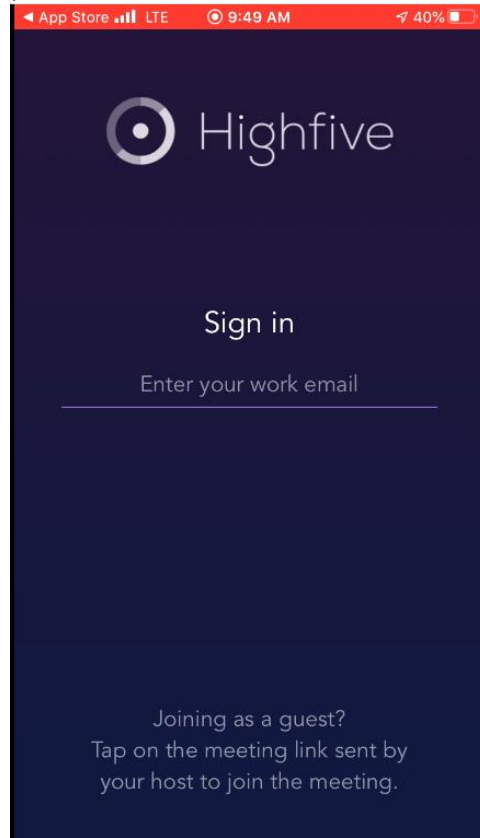 App Store LTE 9:49 AM 40%
Highfive
Sign in
Enter your work email
Joining as a guest?
Tap on the meeting link sent by
your host to join the meeting.